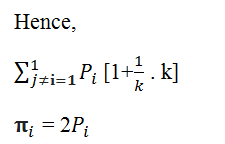 Hence,
∑¹ⱼ≠ᵢ₌₁ Pᵢ [1+1/k . k]
πᵢ = 2Pᵢ